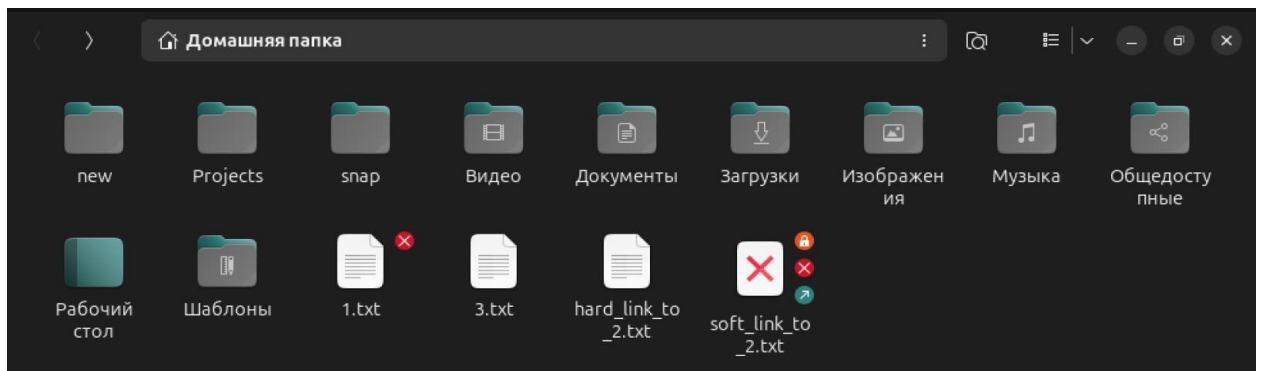 Домашняя папка
new
Projects
snap
Видео
Документы
Загрузки
Изображен
ия
Музыка
Общедосту
пные
Рабочий
стол
Шаблоны
1.txt
3.txt
hard_link_to
_2.txt
soft_link_to
_2.txt